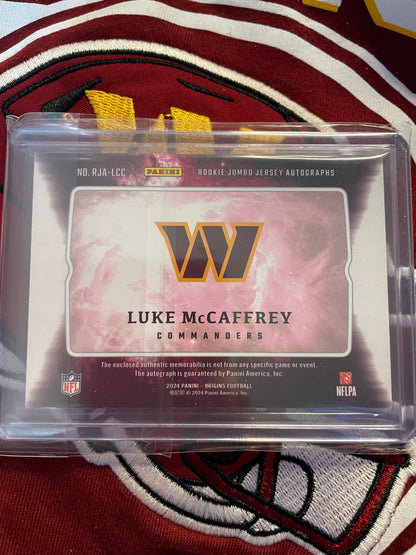 NO. RJA-LCC PANINI ROOKIE JUMBO JERSEY AUTOGRAPHS
W
LUKE McCAFFREY
COMMANDERS
The enclosed authentic memorabilia is not from any specific game or event.
The autograph is guaranteed by Panini America, Inc.
2024 PANINI - ORIGINS FOOTBALL
© 2024 Panini America, Inc.
NFL
NFLPA